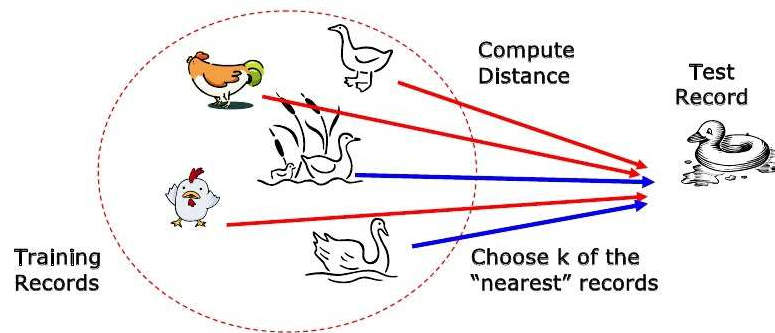 Compute
Distance
Test
Record
Training
Records
Choose k of the
“nearest” records